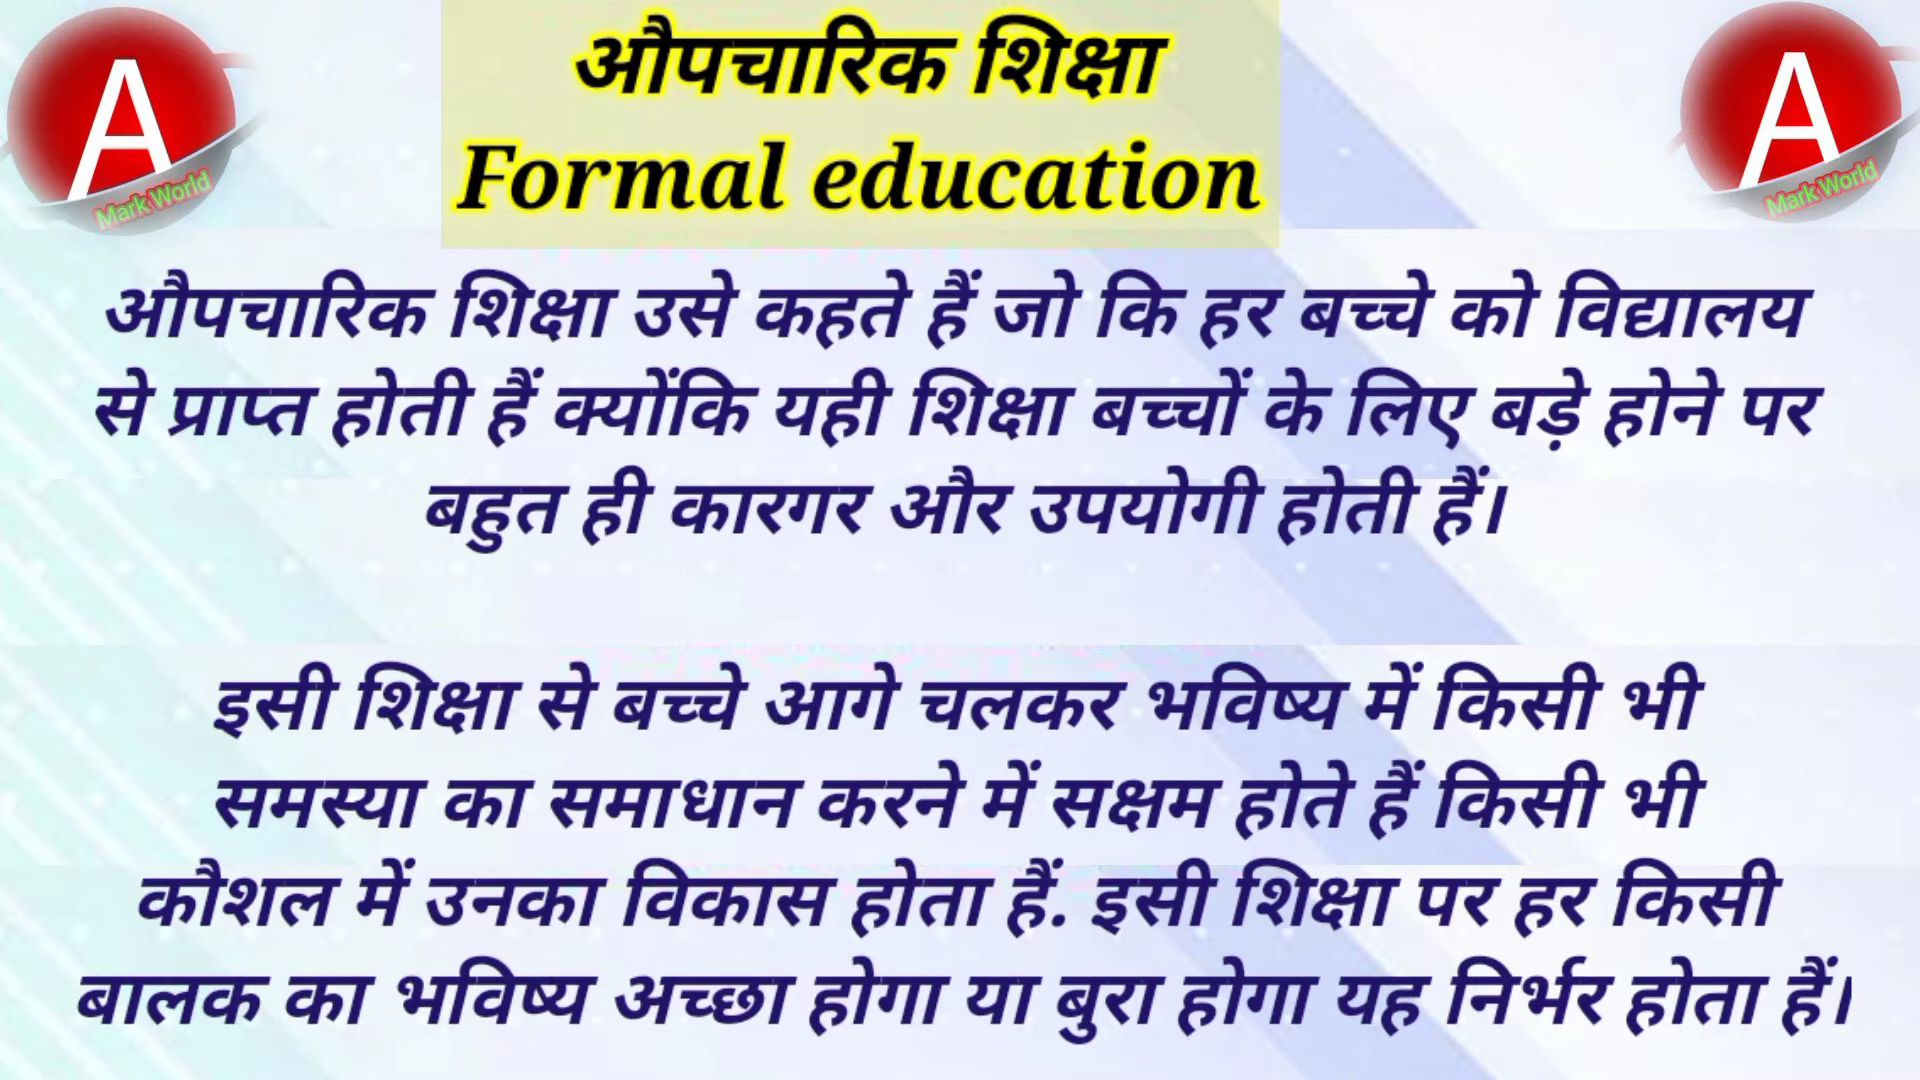 औपचारिक शिक्षा
Formal education
A
Mark World
A
Mark World
औपचारिक शिक्षा उसे कहते हैं जो कि हर बच्चे को विद्यालय
से प्राप्त होती हैं क्योंकि यही शिक्षा बच्चों के लिए बड़े होने पर
बहुत ही कारगर और उपयोगी होती हैं।
इसी शिक्षा से बच्चे आगे चलकर भविष्य में किसी भी
समस्या का समाधान करने में सक्षम होते हैं किसी भी
कौशल में उनका विकास होता हैं. इसी शिक्षा पर हर किसी
बालक का भविष्य अच्छा होगा या बुरा होगा यह निर्भर होता हैं।